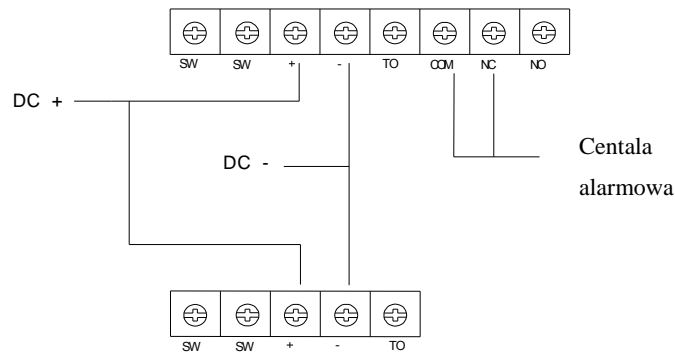 SW SW + - TO COM NC NO
DC +
DC -
Centala
alarmowa
SW SW + - TO